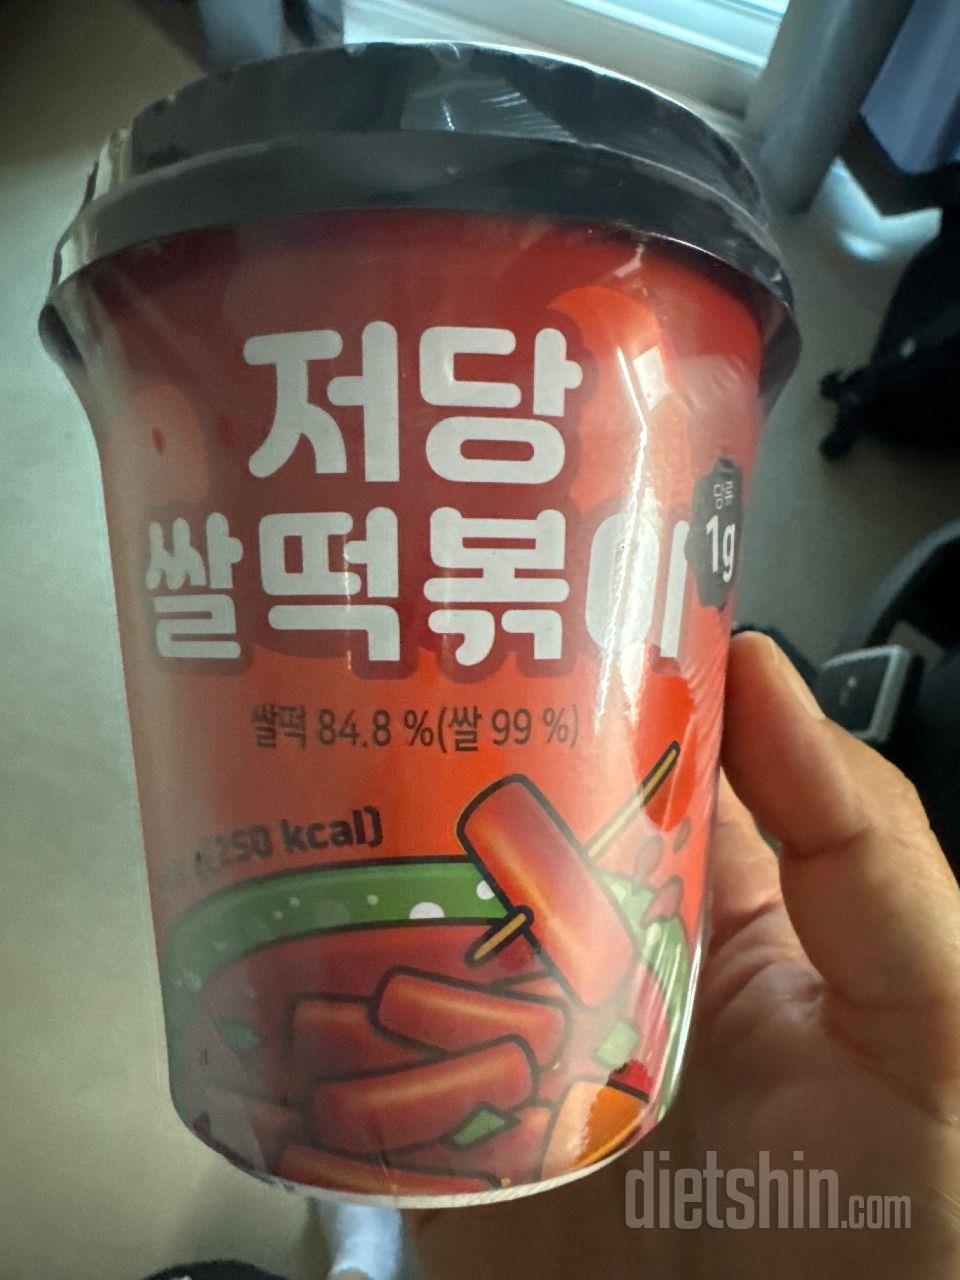 저당
쌀떡볶이
당류
1g
쌀떡 84.8 %(쌀 99 %)
(250 kcal)
dietshin.com